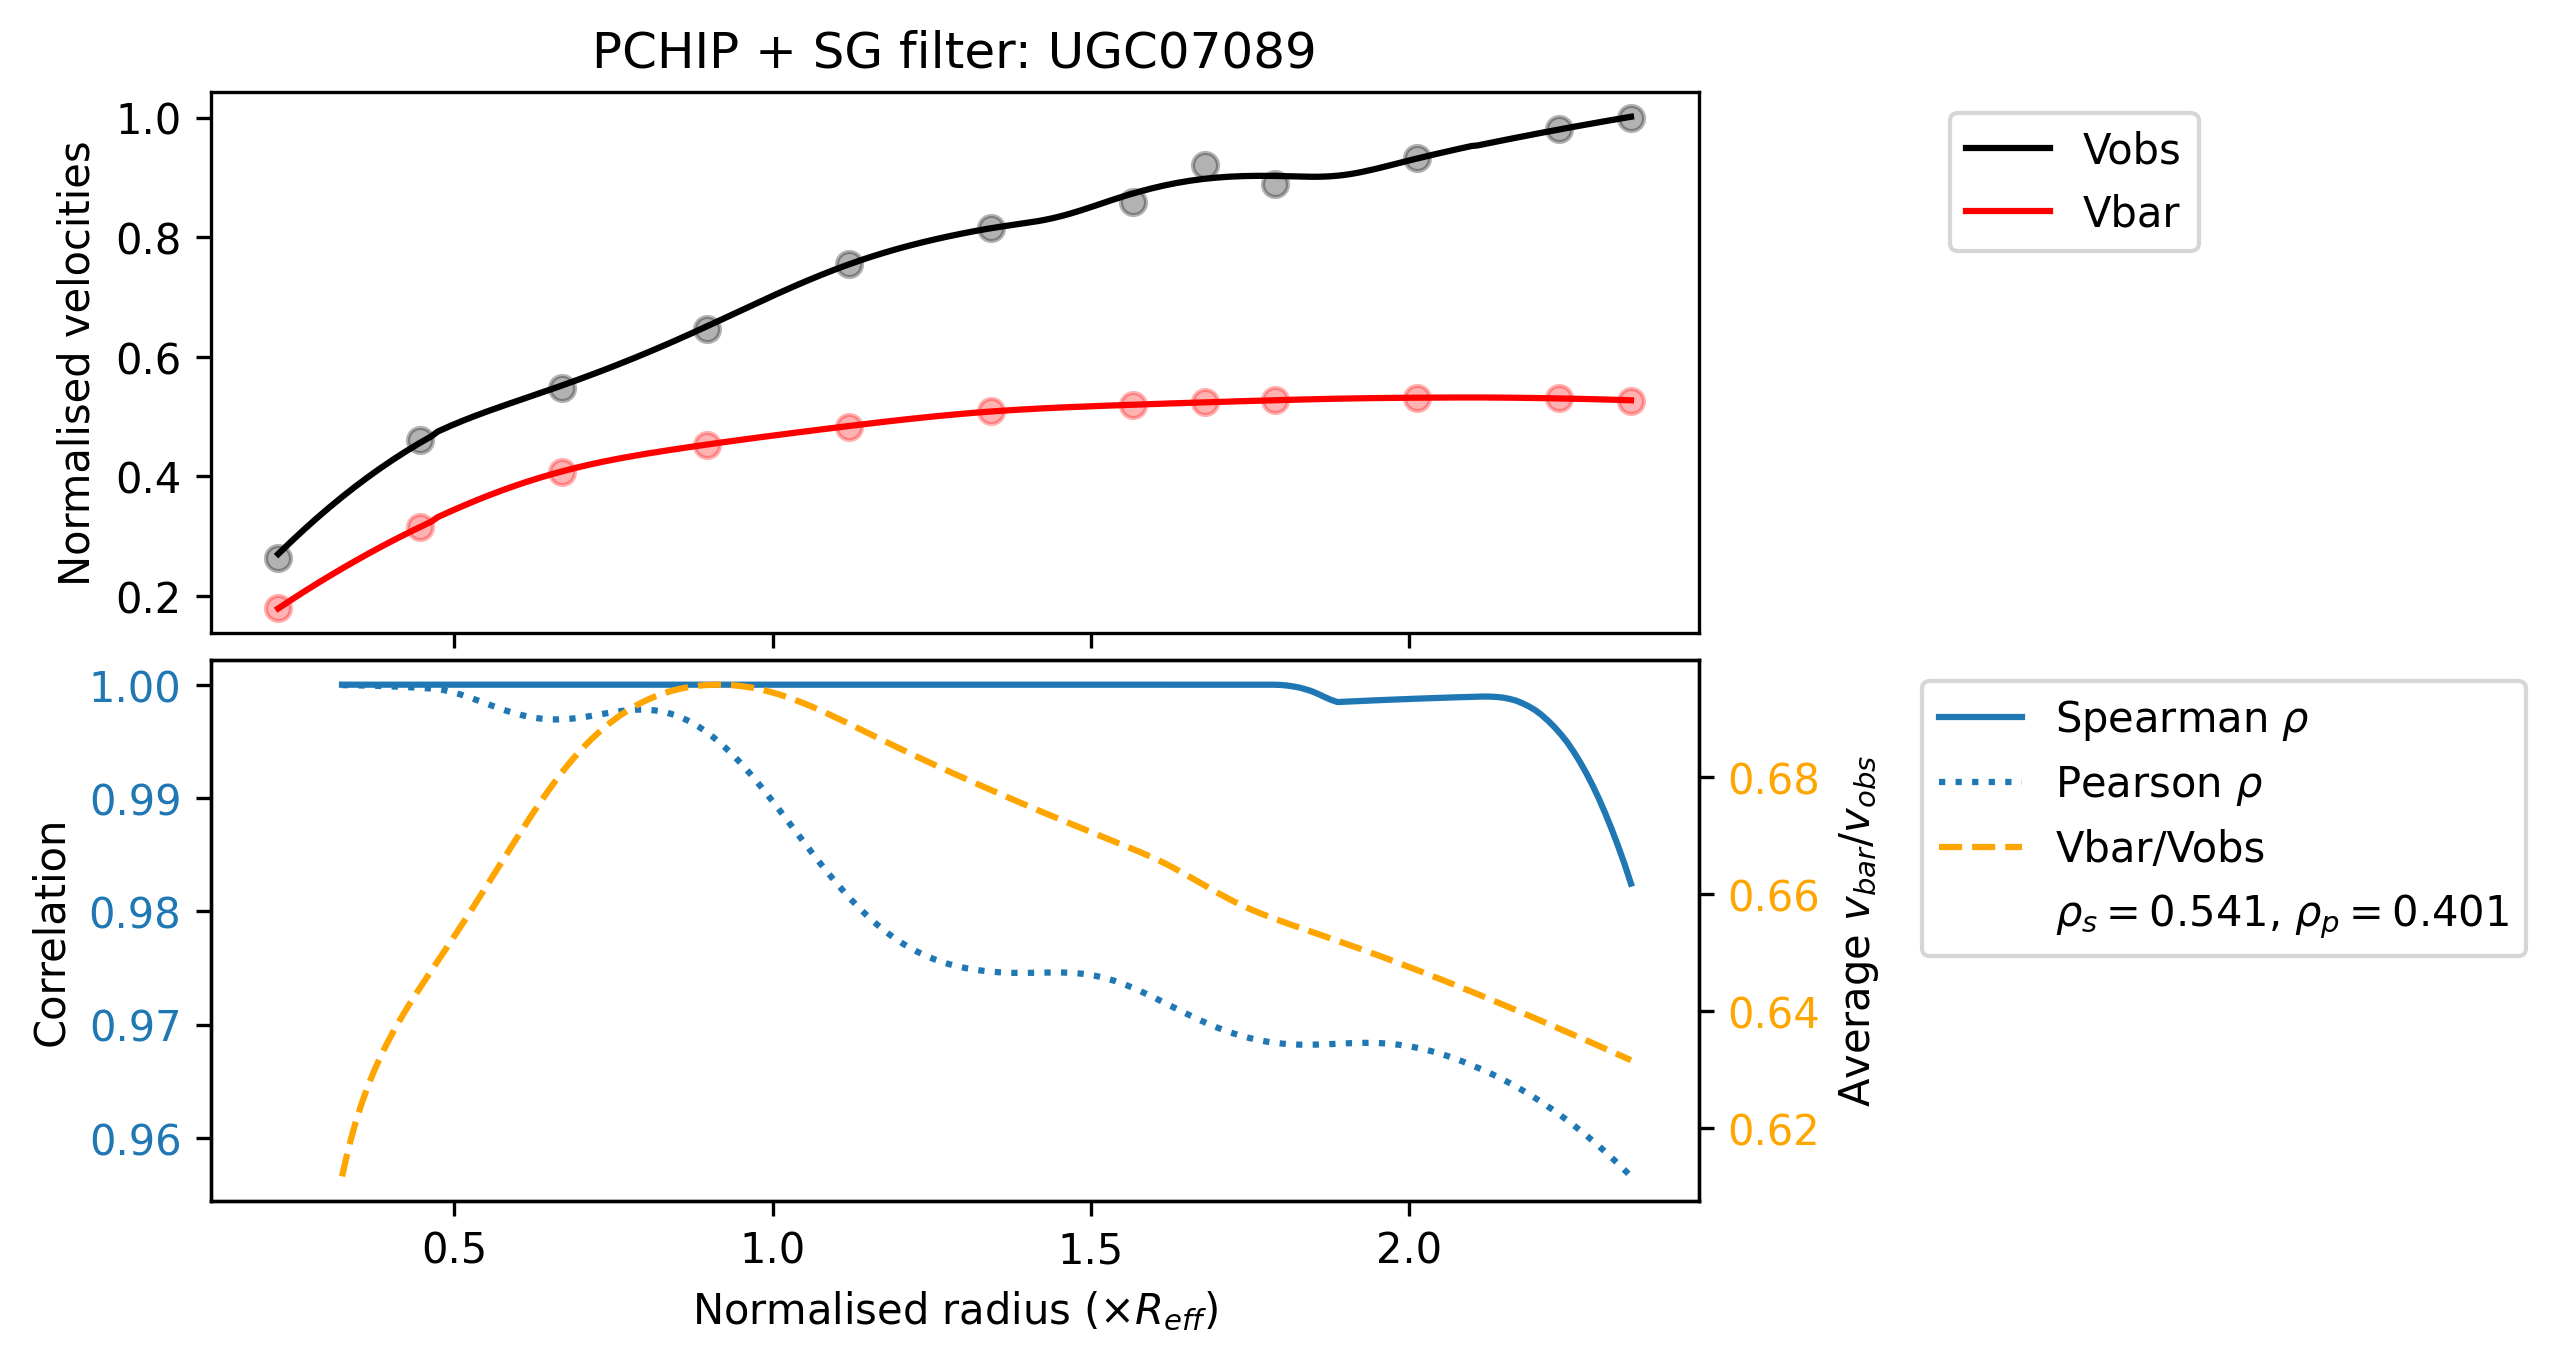 PCHIP + SG filter: UGC07089
Normalised velocities
1.0
0.8
0.6
0.4
0.2
Vobs
Vbar
Correlation
1.00
0.99
0.98
0.97
0.96
0.68
0.66
0.64
0.62
Average v_bar/v_obs
Spearman ρ
Pearson ρ
Vbar/Vobs
ρ_s = 0.541, ρ_p = 0.401
0.5 1.0 1.5 2.0
Normalised radius (×R_eff)